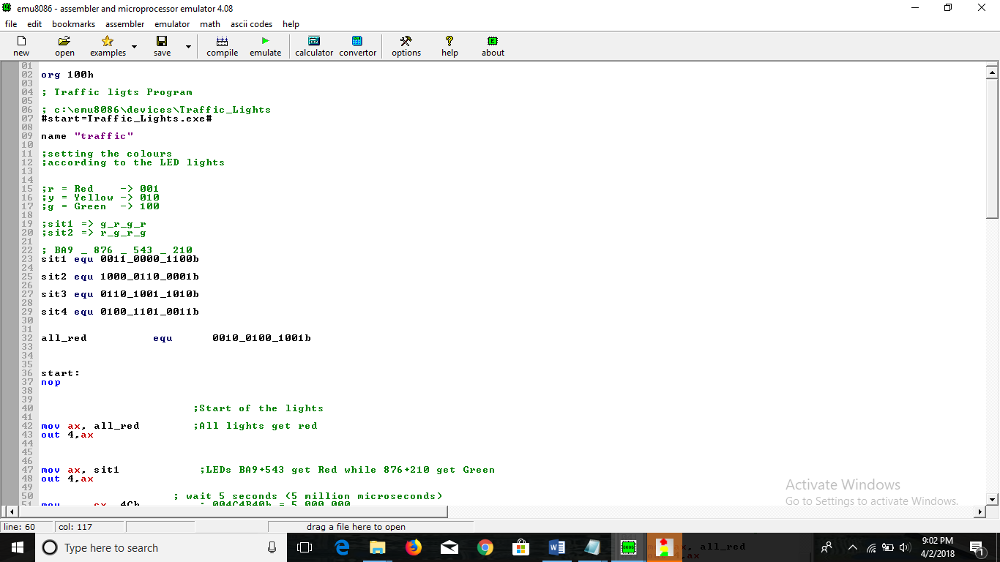 emu8086 - assembler and microprocessor emulator 4.08
file edit bookmarks assembler emulator math ascii codes help
new open examples save compile emulate calculator convertor options help about
01
02 org 100h
03
04 ; Traffic ligts Program
05
06 ; c:\emu8086\devices\Traffic_Lights
07 #start=Traffic_Lights.exe#
08
09 name "traffic"
10
11 ;setting the colours
12 ;according to the LED lights
13
14
15 ;r = Red -> 001
16 ;y = Yellow -> 010
17 ;g = Green -> 100
18
19 ;sit1 => g_r_g_r
20 ;sit2 => r_g_r_g
21
22 ; BA9 _ 876 _ 543 _ 210
23 sit1 equ 0011_0000_1100b
24
25 sit2 equ 1000_0110_0001b
26
27 sit3 equ 0110_1001_1010b
28
29 sit4 equ 0100_1101_0011b
30
31
32 all_red equ 0010_0100_1001b
33
34
35
36 start:
37 nop
38
39
40 ;Start of the lights
41
42 mov ax, all_red ;All lights get red
43 out 4,ax
44
45
46
47 mov ax, sit1 ;LEDs BA9+543 get Red while 876+210 get Green
48 out 4,ax
49
50 ; wait 5 seconds (5 million microseconds)
51 mov cx, 4Ch ; 004C4B40h = 5,000,000
Activate Windows
Go to Settings to activate Windows.
line: 60 col: 117 drag a file here to open
Type here to search
8086
ax, all_red
ax
9:02 PM
4/2/2018
1